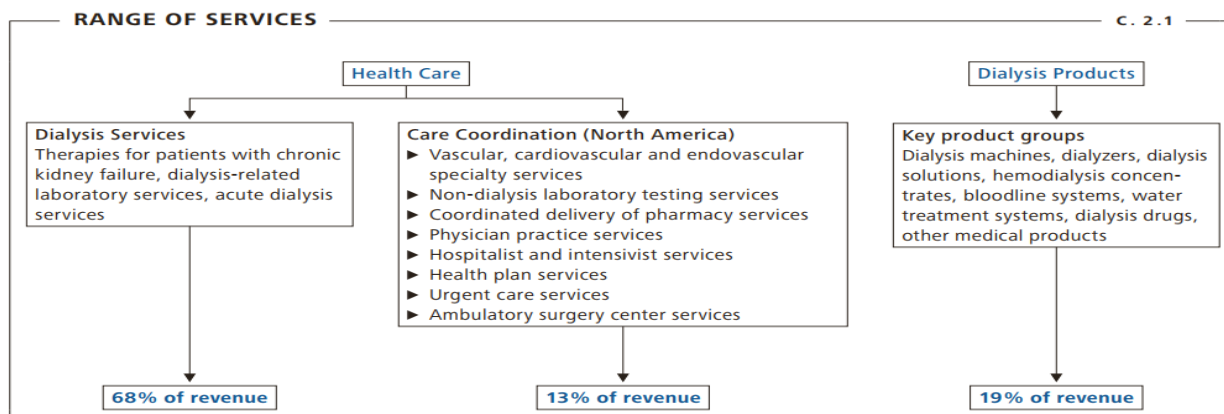 RANGE OF SERVICES
C. 2.1
Health Care
Dialysis Products
Dialysis Services
Therapies for patients with chronic
kidney failure, dialysis-related
laboratory services, acute dialysis
services
Care Coordination (North America)
► Vascular, cardiovascular and endovascular
specialty services
► Non-dialysis laboratory testing services
► Coordinated delivery of pharmacy services
► Physician practice services
► Hospitalist and intensivist services
► Health plan services
► Urgent care services
► Ambulatory surgery center services
Key product groups
Dialysis machines, dialyzers, dialysis
solutions, hemodialysis concen-
trates, bloodline systems, water
treatment systems, dialysis drugs,
other medical products
68% of revenue
13% of revenue
19% of revenue